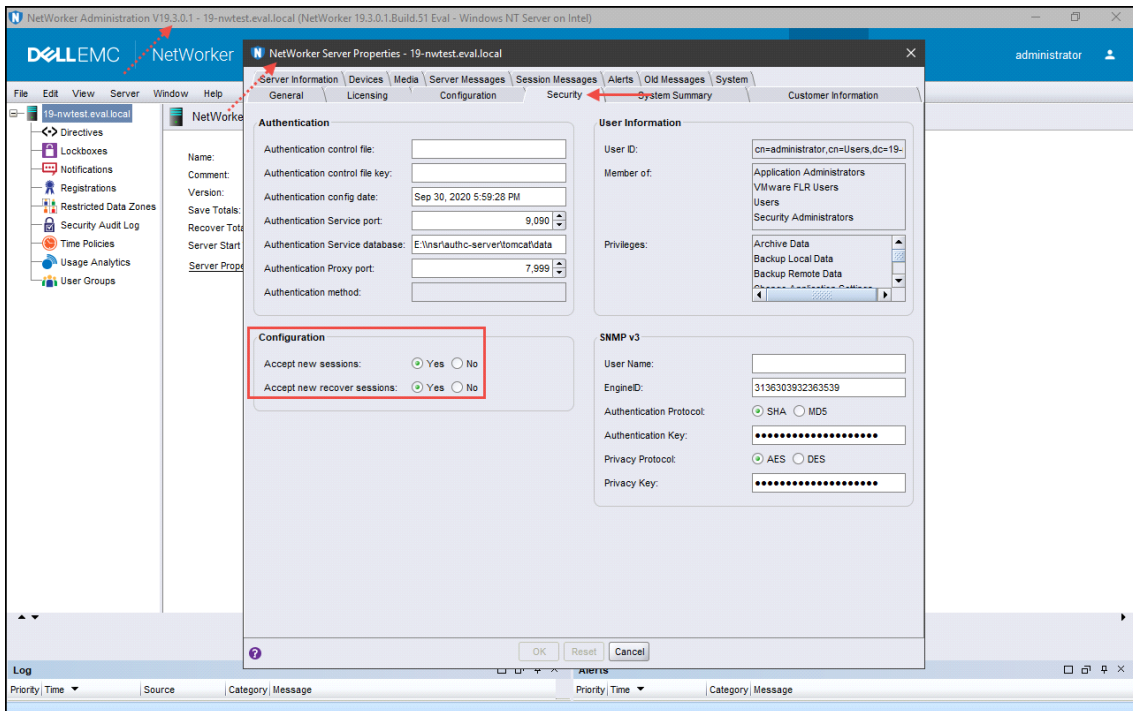 NetWorker Administration V19.3.0.1 - 19-nwtest.eval.local (NetWorker 19.3.0.1.Build.51 Eval - Windows NT Server on Intel)
DELLEMC NetWorker
administrator
File Edit View Server Window Help
19-nwtest.eval.local
Directives
Lockboxes
Notifications
Registrations
Restricted Data Zones
Security Audit Log
Time Policies
Usage Analytics
User Groups
NetWorke
Name:
Comment:
Version:
Save Totals:
Recover Tota
Server Start
Server Prope
NetWorker Server Properties - 19-nwtest.eval.local
Server Information Devices Media Server Messages Session Messages Alerts Old Messages System
General Licensing Configuration Security System Summary Customer Information
Authentication
Authentication control file:
Authentication control file key:
Authentication config date: Sep 30, 2020 5:59:28 PM
Authentication Service port: 9,090
Authentication Service database: E:\\nsr\authc-server\tomcat\data
Authentication Proxy port: 7,999
Authentication method:
Configuration
Accept new sessions: Yes No
Accept new recover sessions: Yes No
User Information
User ID: cn=administrator,cn=Users,dc=19-
Member of: Application Administrators
VMware FLR Users
Users
Security Administrators
Privileges: Archive Data
Backup Local Data
Backup Remote Data
Change Application Settings
SNMP v3
User Name:
EngineID: 3136303932363539
Authentication Protocol: SHA MD5
Authentication Key: ••••••••••••••••••••
Privacy Protocol: AES DES
Privacy Key: ••••••••••••••••••••
OK Reset Cancel
Log
Priority Time Source Category Message
Alerts
Priority Time Category Message